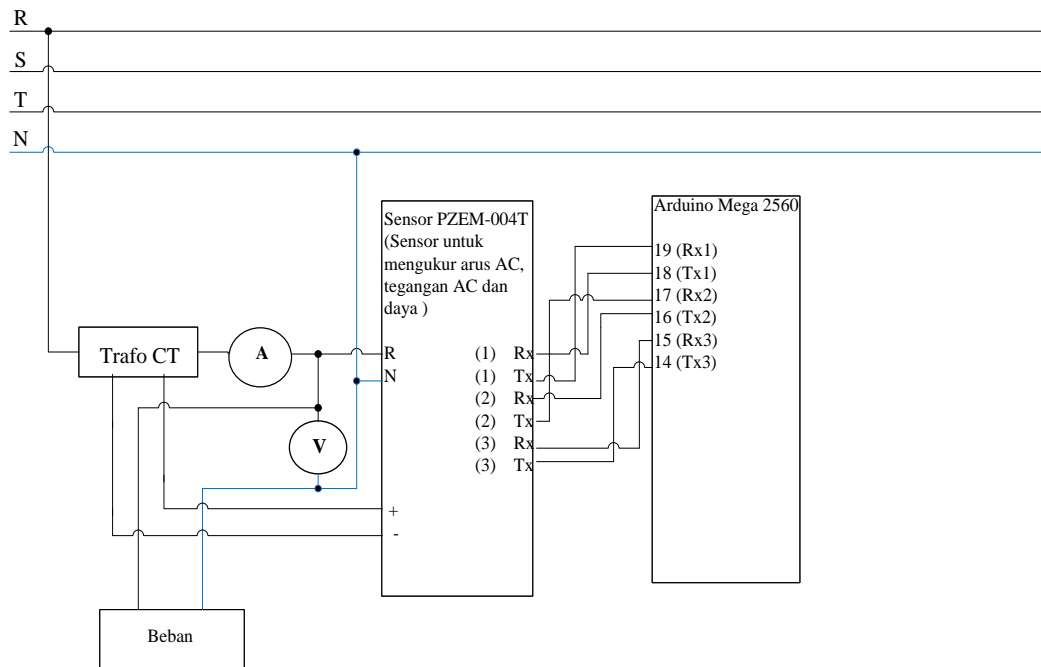 R
S
T
N
Sensor PZEM-004T
(Sensor untuk
mengukur arus AC,
tegangan AC dan
daya )
Arduino Mega 2560
19 (Rx1)
18 (Tx1)
17 (Rx2)
16 (Tx2)
15 (Rx3)
14 (Tx3)
Trafo CT
A
V
R
N
(1) Rx
(1) Tx
(2) Rx
(2) Tx
(3) Rx
(3) Tx
+
-
Beban